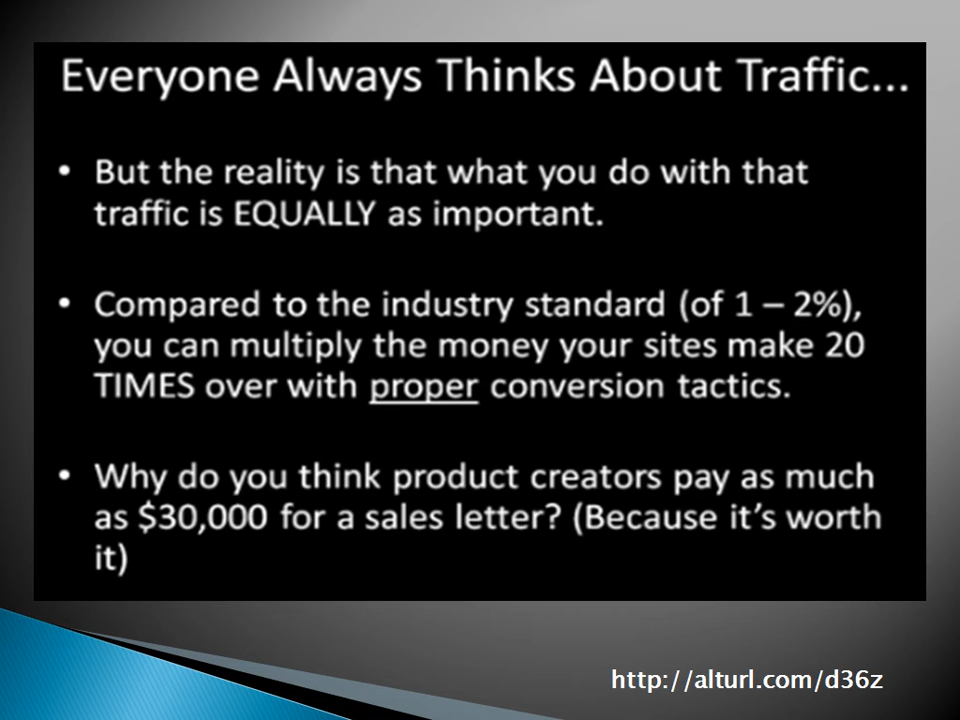 Everyone Always Thinks About Traffic...
• But the reality is that what you do with that
traffic is EQUALLY as important.
• Compared to the industry standard (of 1 – 2%),
you can multiply the money your sites make 20
TIMES over with proper conversion tactics.
• Why do you think product creators pay as much
as $30,000 for a sales letter? (Because it’s worth
it)
http://alturl.com/d36z